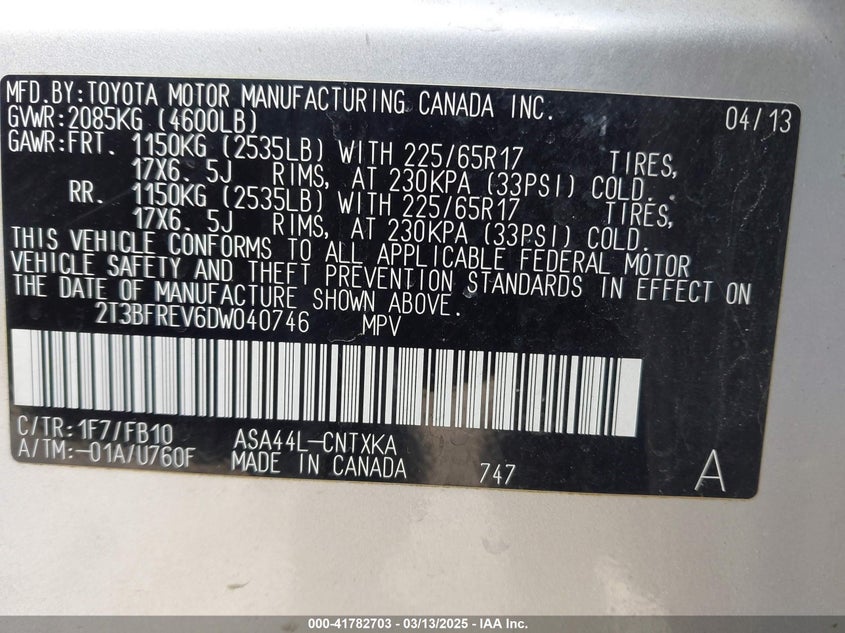 MFD.BY:TOYOTA MOTOR MANUFACTURING CANADA INC. 04/13
GVWR:2085KG (4600LB)
GAWR:FRT. 1150KG (2535LB) WITH 225/65R17 TIRES,
17X6. 5J RIMS, AT 230KPA (33PSI) COLD.
RR. 1150KG (2535LB) WITH 225/65R17 TIRES,
17X6. 5J RIMS, AT 230KPA (33PSI) COLD.
THIS VEHICLE CONFORMS TO ALL APPLICABLE FEDERAL MOTOR
VEHICLE SAFETY AND THEFT PREVENTION STANDARDS IN EFFECT ON
THE DATE OF MANUFACTURE SHOWN ABOVE.
2T3BFREV6DW040746 MPV
C/TR:1F7/FB10 ASA44L-CNTXKA
A/TM:-01A/U760F MADE IN CANADA 747 A
000-41782703 - 03/13/2025 - IAA Inc.